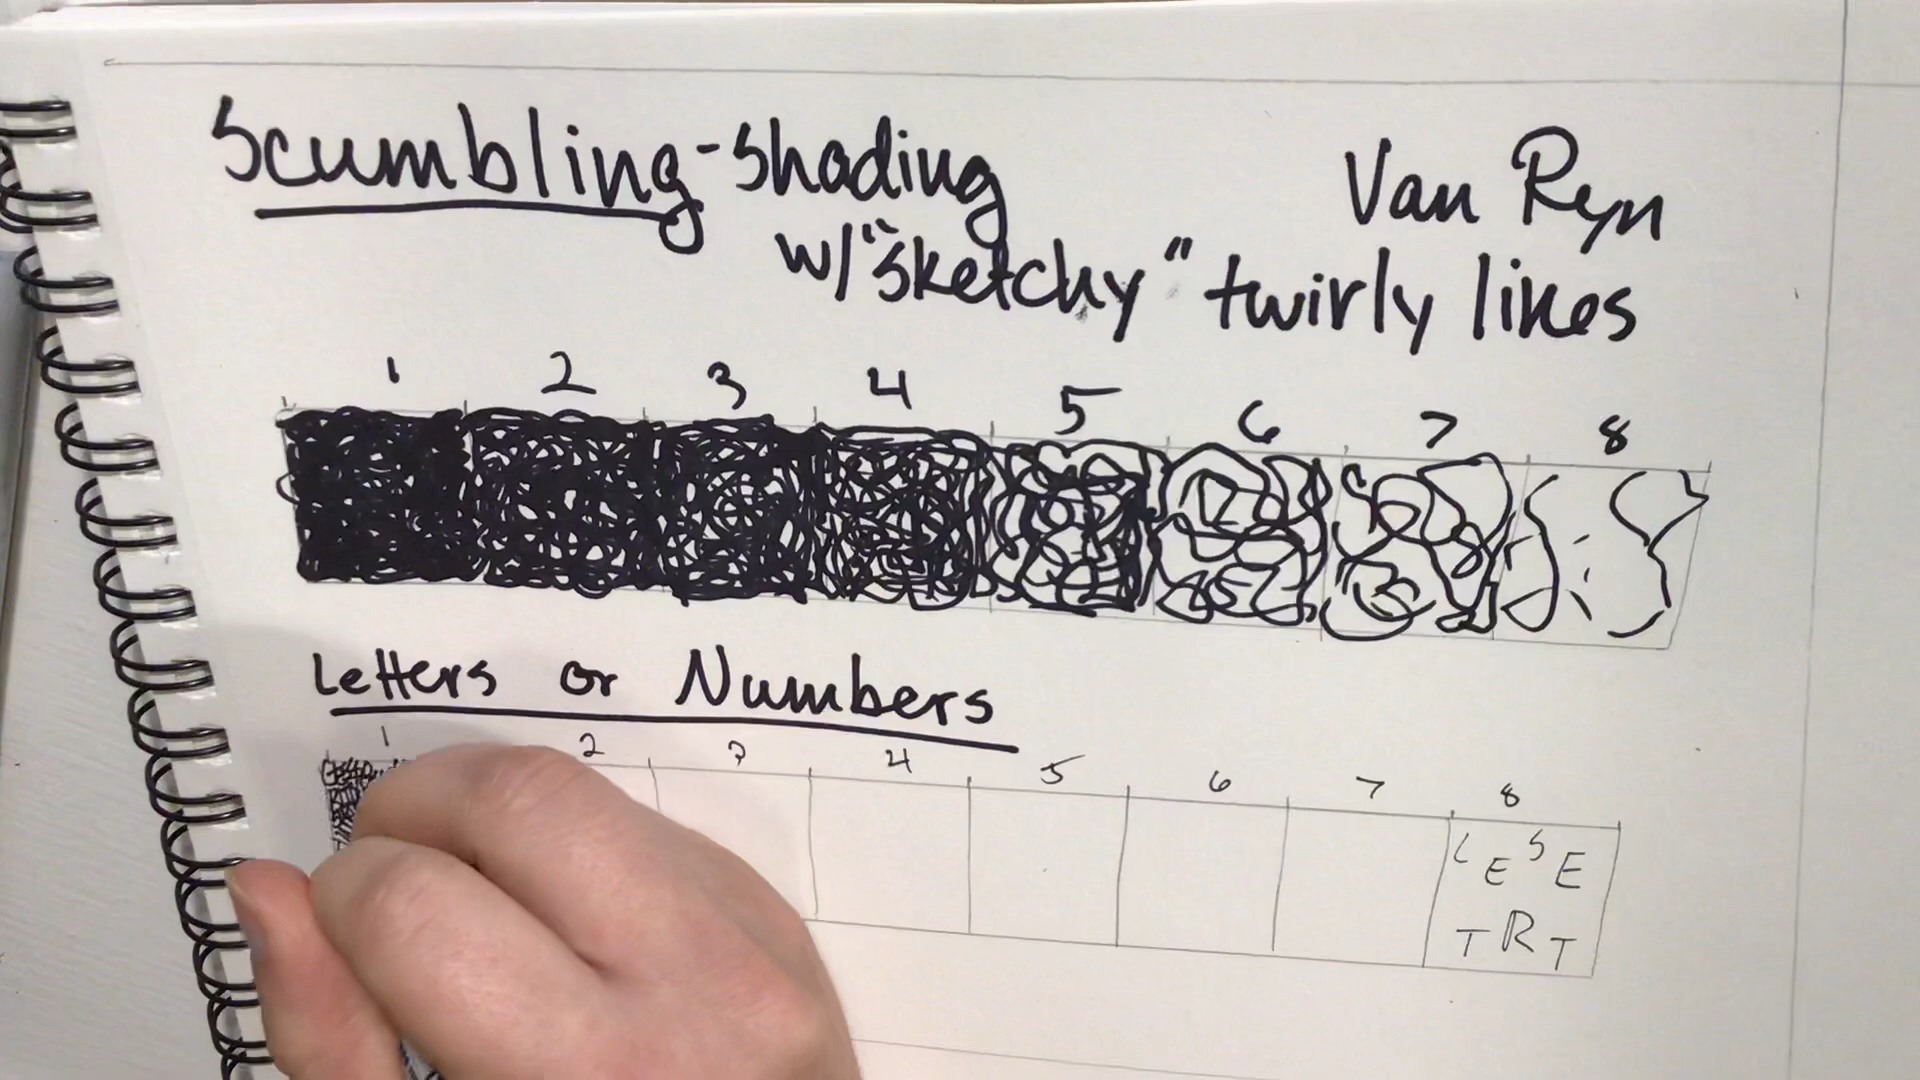 Scumbling-Shading
Van Ryn
w/"Sketchy" twirly lines
1 2 3 4 5 6 7 8
Letters or Numbers
1 2 3 4 5 6 7 8
L E S E
T R T